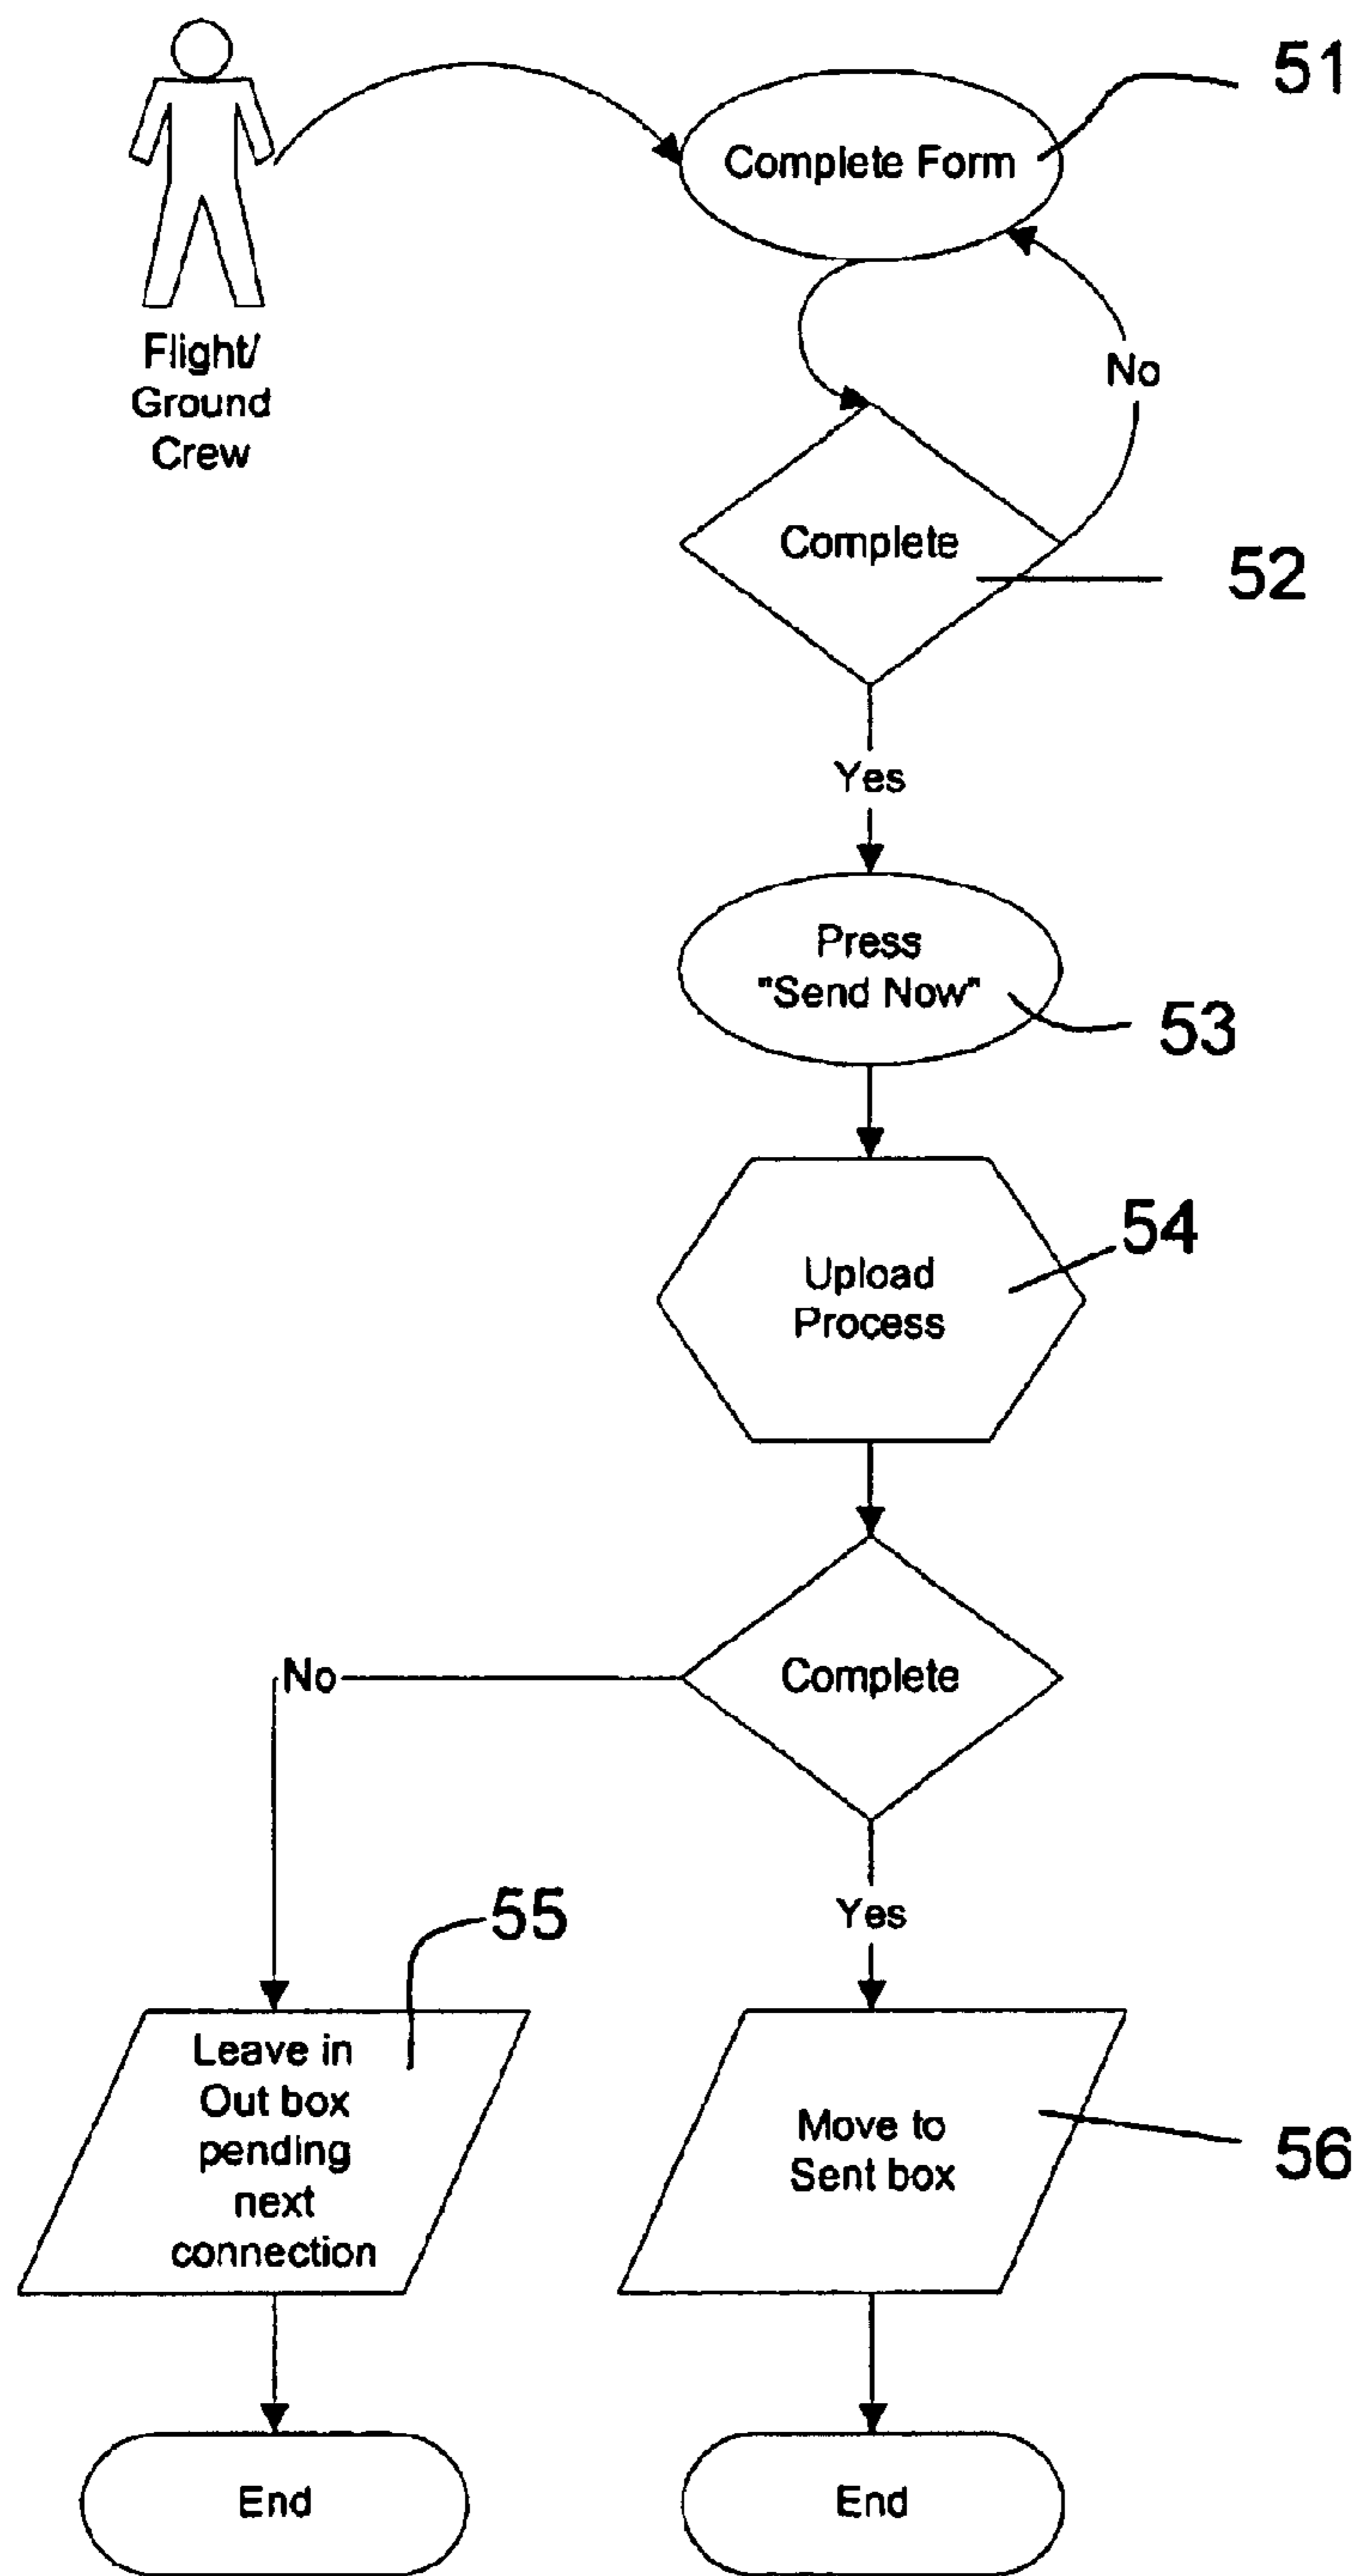 51
Complete Form
Flight/
Ground
Crew
No
Complete
52
Yes
Press
"Send Now"
53
54
Upload
Process
No
Complete
55
Yes
Leave in
Out box
pending
next
connection
Move to
Sent box
56
End
End